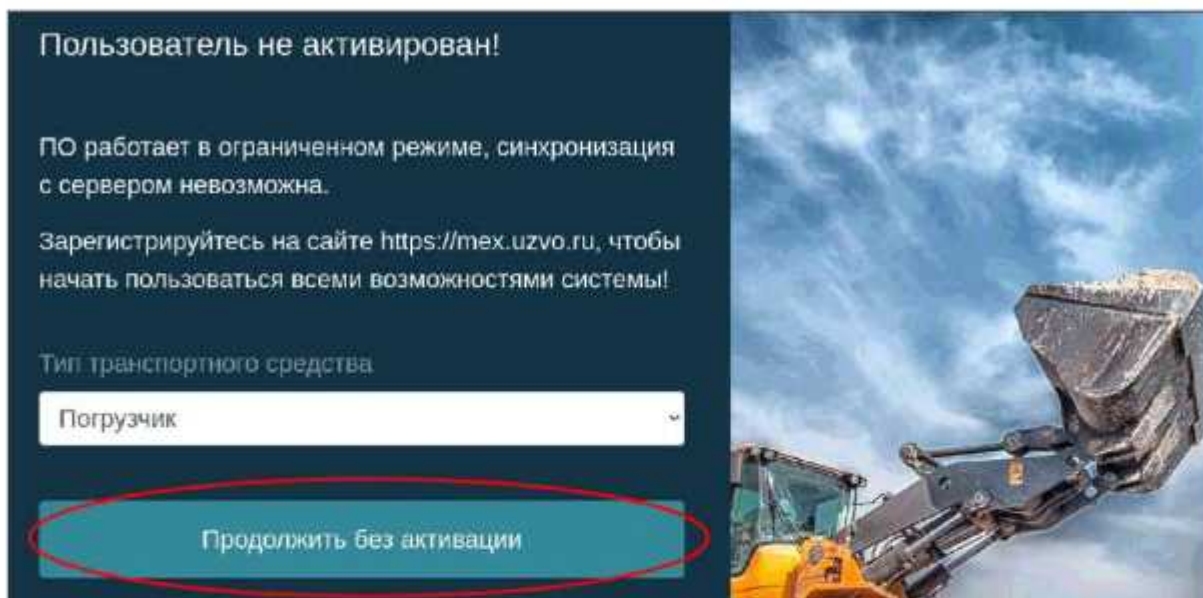 Пользователь не активирован!
ПО работает в ограниченном режиме, синхронизация
с сервером невозможна.
Зарегистрируйтесь на сайте https://mex.uzvo.ru, чтобы
начать пользоваться всеми возможностями системы!
Тип транспортного средства
Погрузчик
Продолжить без активации